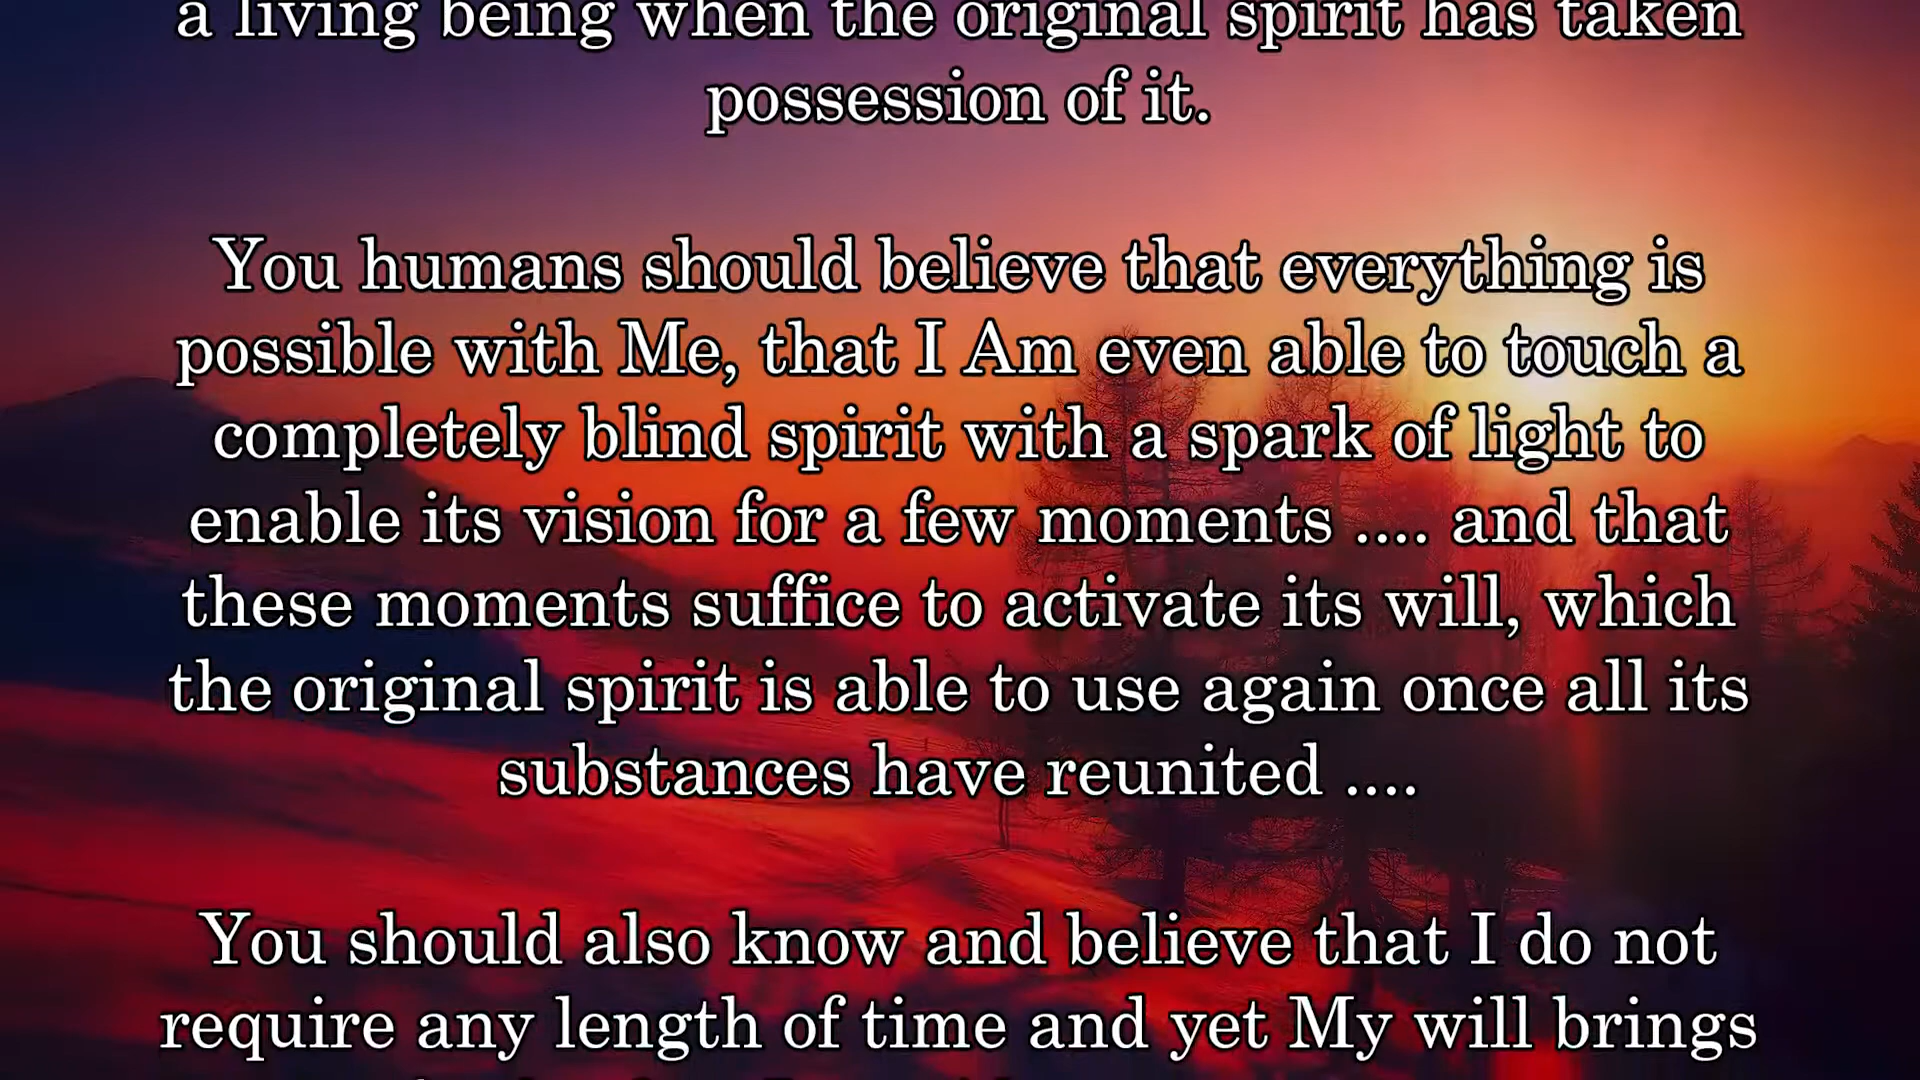 a living being when the original spirit has taken
possession of it.
You humans should believe that everything is
possible with Me, that I Am even able to touch a
completely blind spirit with a spark of light to
enable its vision for a few moments .... and that
these moments suffice to activate its will, which
the original spirit is able to use again once all its
substances have reunited ....
You should also know and believe that I do not
require any length of time and yet My will brings